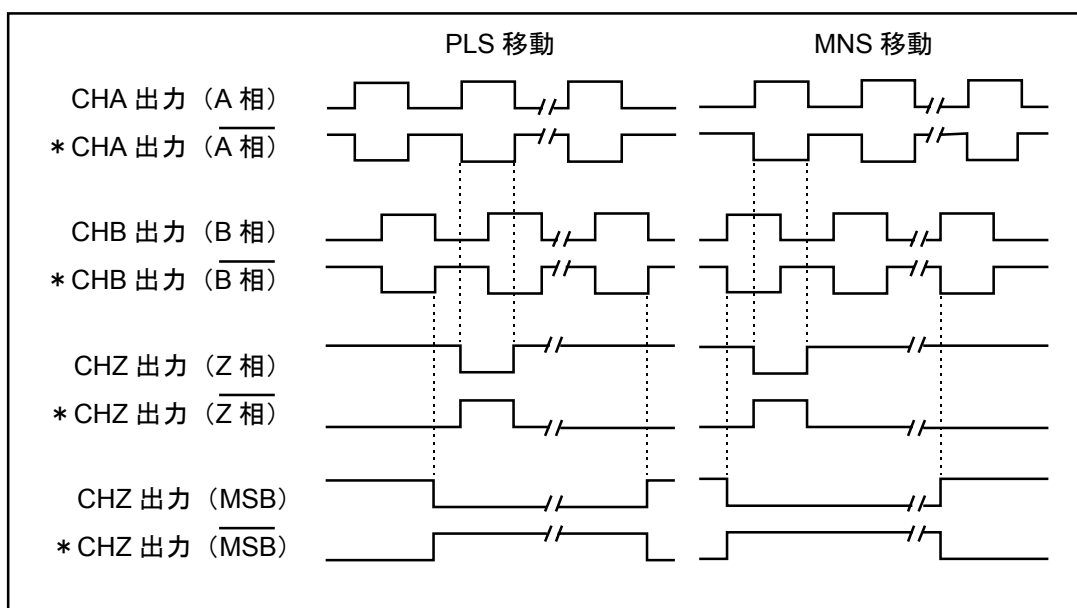 PLS 移動 MNS 移動
CHA 出力（A 相）
＊CHA 出力（A 相）
CHB 出力（B 相）
＊CHB 出力（B 相）
CHZ 出力（Z 相）
＊CHZ 出力（Z 相）
CHZ 出力（MSB）
＊CHZ 出力（MSB）